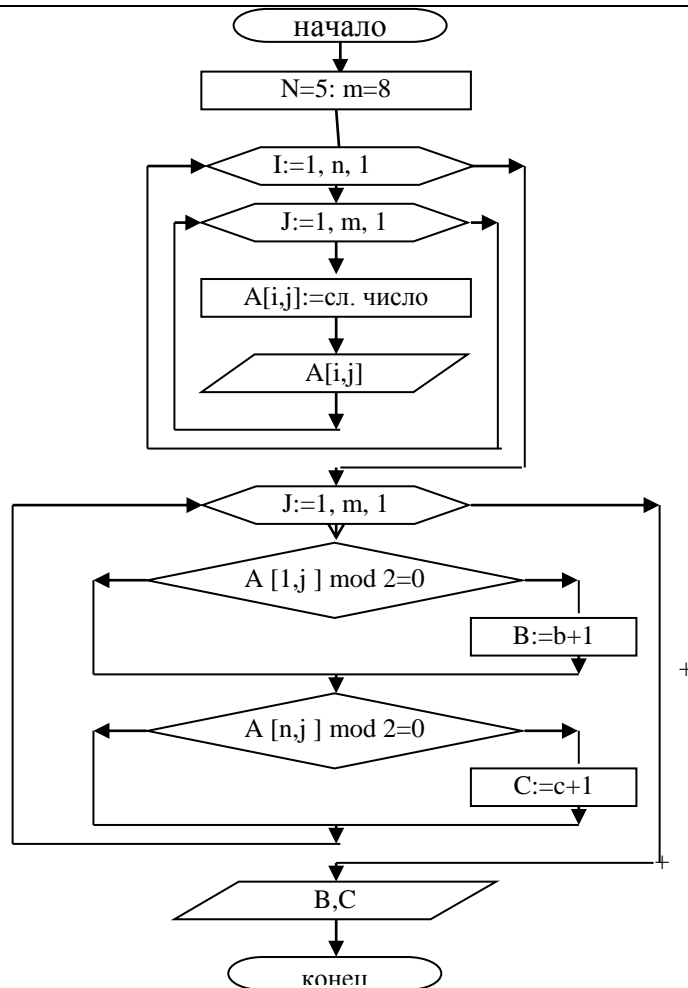 начало
N=5: m=8
I:=1, n, 1
J:=1, m, 1
A[i,j]:=сл. число
A[i,j]
J:=1, m, 1
A [1,j ] mod 2=0
B:=b+1
+
A [n,j ] mod 2=0
C:=c+1
+
B,C
конец